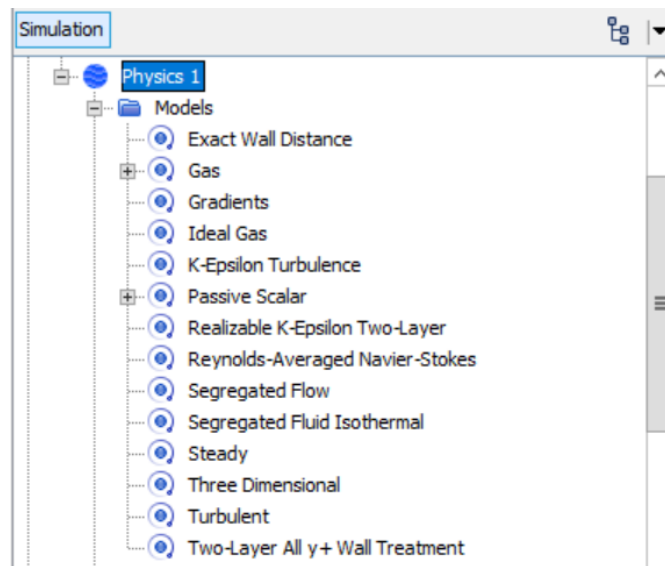 Simulation
Physics 1
Models
Exact Wall Distance
Gas
Gradients
Ideal Gas
K-Epsilon Turbulence
Passive Scalar
Realizable K-Epsilon Two-Layer
Reynolds-Averaged Navier-Stokes
Segregated Flow
Segregated Fluid Isothermal
Steady
Three Dimensional
Turbulent
Two-Layer All y+ Wall Treatment